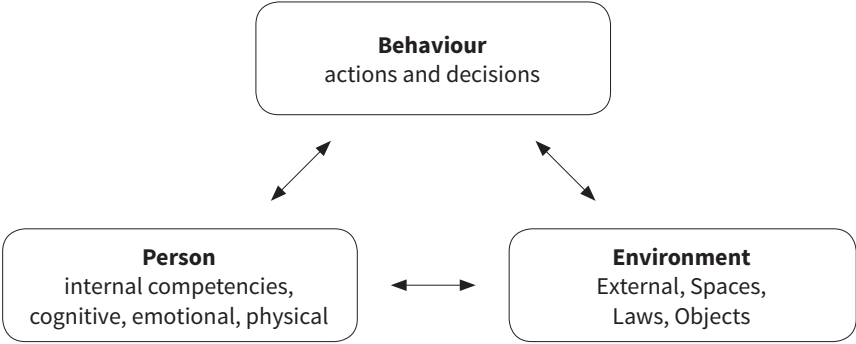 Behaviour
actions and decisions
Person
internal competencies,
cognitive, emotional, physical
Environment
External, Spaces,
Laws, Objects